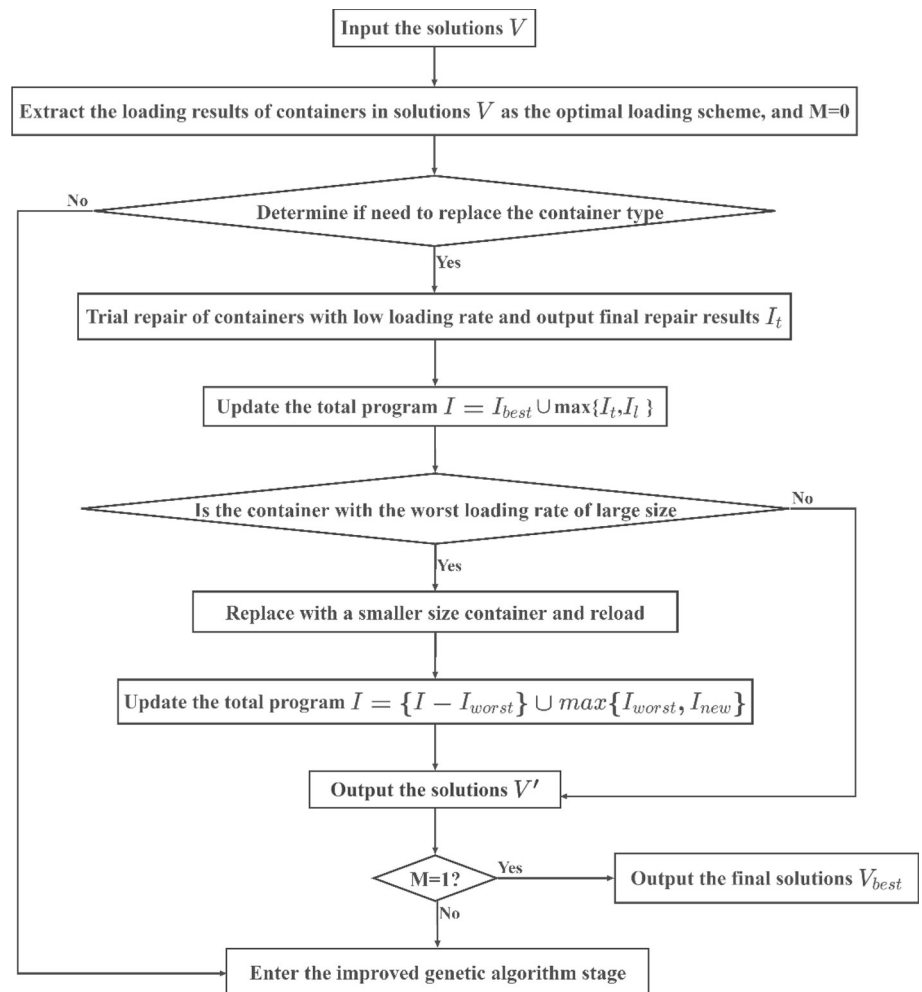 Input the solutions V
Extract the loading results of containers in solutions V as the optimal loading scheme, and M=0
No
Determine if need to replace the container type
Yes
Trial repair of containers with low loading rate and output final repair results I_t
Update the total program I = I_best ∪ max{I_t,I_l }
No
Is the container with the worst loading rate of large size
Yes
Replace with a smaller size container and reload
Update the total program I = {I − I_worst} ∪ max{I_worst, I_new}
Output the solutions V′
Yes
M=1?
Output the final solutions V_best
No
Enter the improved genetic algorithm stage